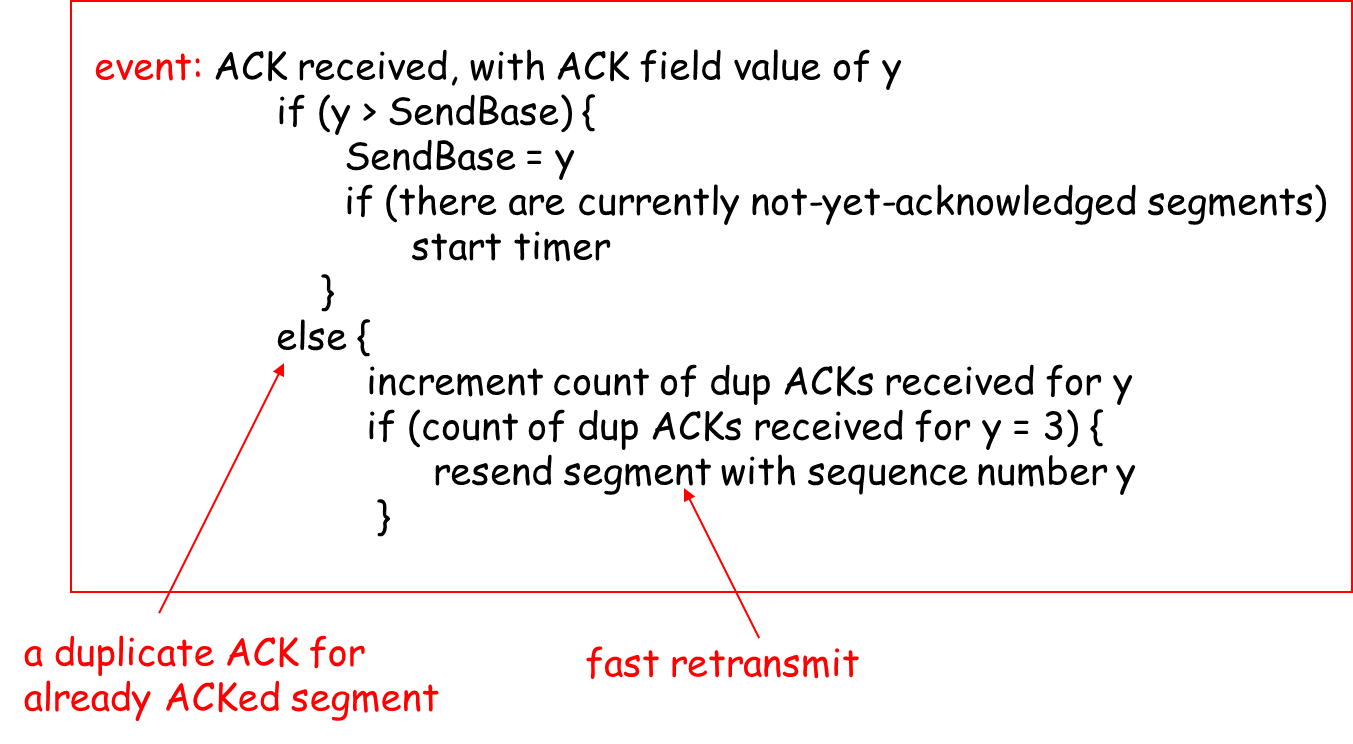 event: ACK received, with ACK field value of y
if (y > SendBase) {
SendBase = y
if (there are currently not-yet-acknowledged segments)
start timer
}
else {
increment count of dup ACKs received for y
if (count of dup ACKs received for y = 3) {
resend segment with sequence number y
}
a duplicate ACK for
already ACKed segment
fast retransmit